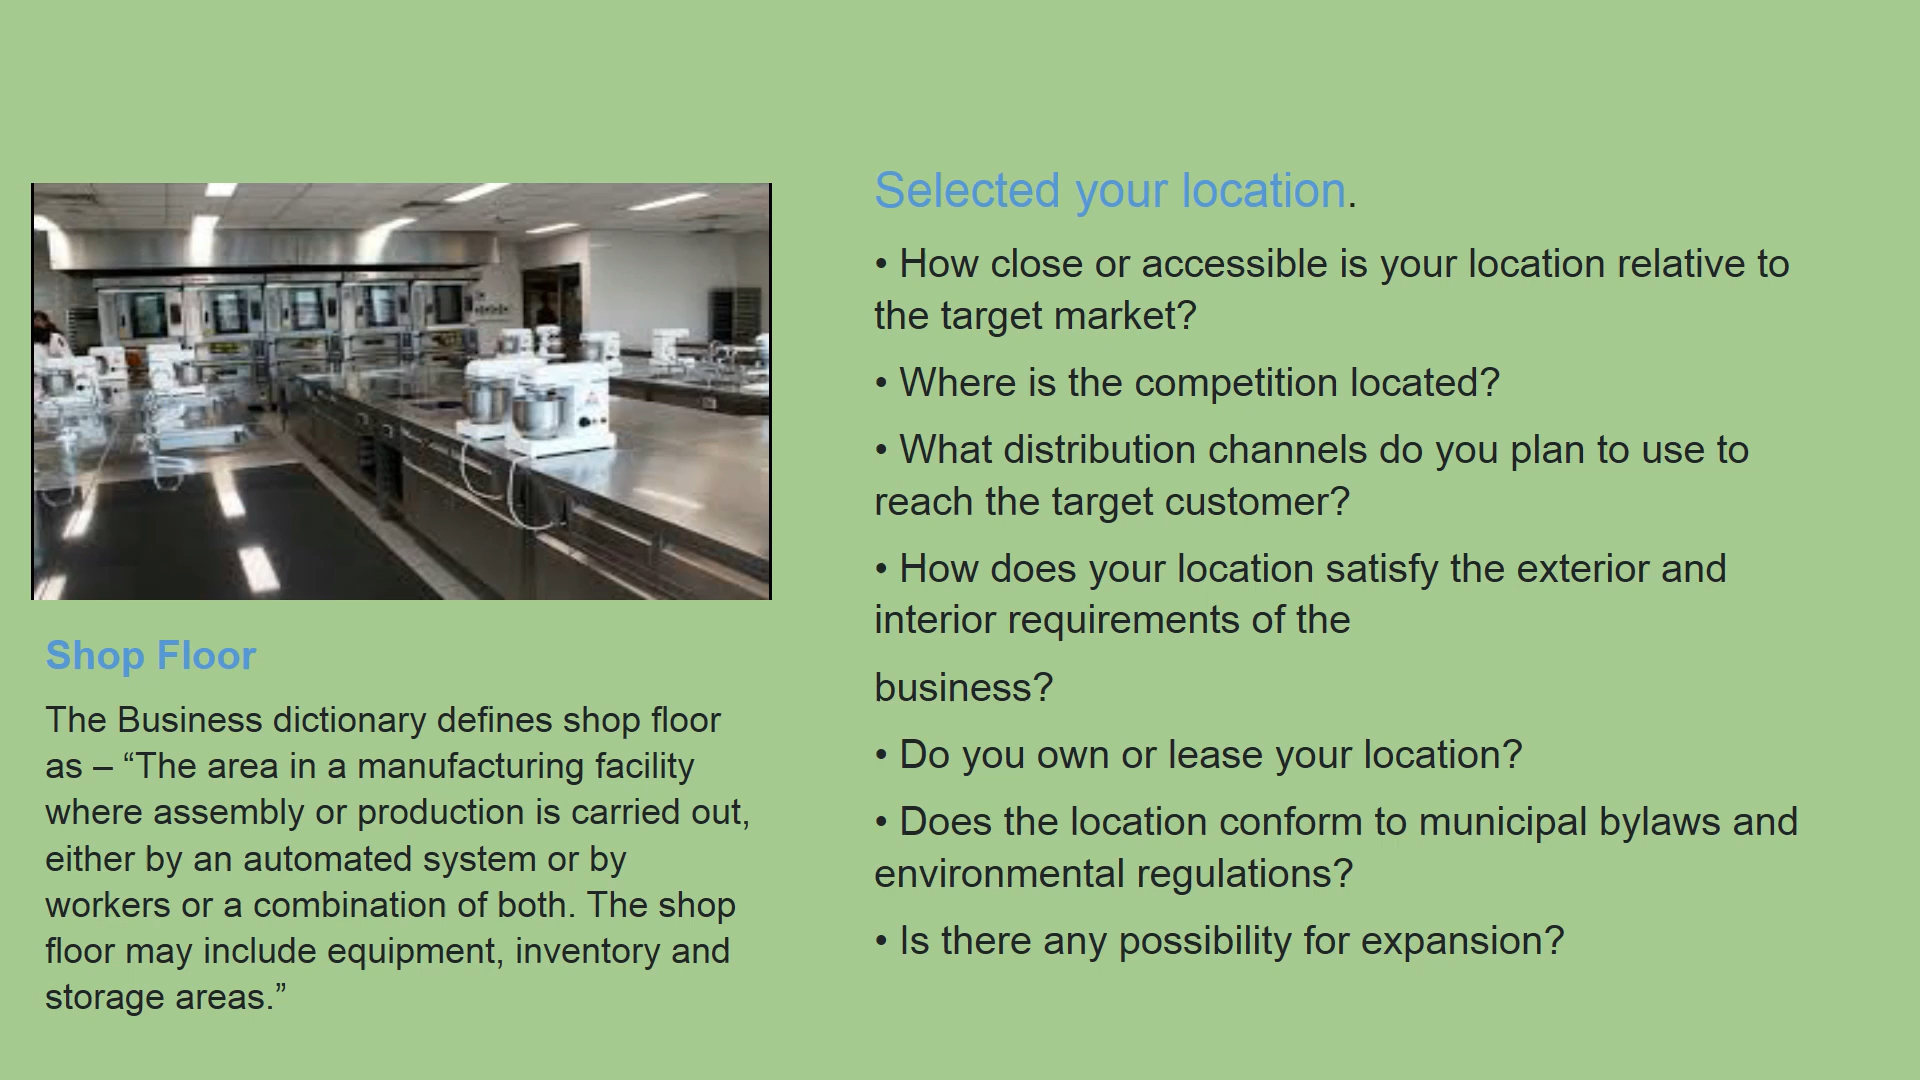 Selected your location.
• How close or accessible is your location relative to
the target market?
• Where is the competition located?
• What distribution channels do you plan to use to
reach the target customer?
• How does your location satisfy the exterior and
interior requirements of the
business?
• Do you own or lease your location?
• Does the location conform to municipal bylaws and
environmental regulations?
• Is there any possibility for expansion?
Shop Floor
The Business dictionary defines shop floor
as – “The area in a manufacturing facility
where assembly or production is carried out,
either by an automated system or by
workers or a combination of both. The shop
floor may include equipment, inventory and
storage areas.”